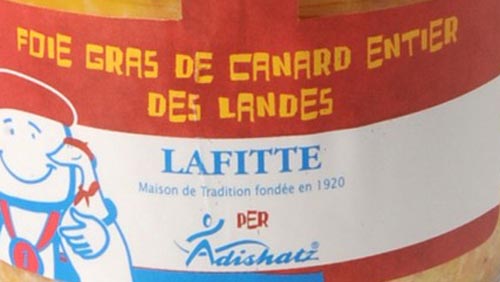 FOIE GRAS DE CANARD ENTIER
DES LANDES
LAFITTE
Maison de Tradition fondée en 1920
PER
Adishatz